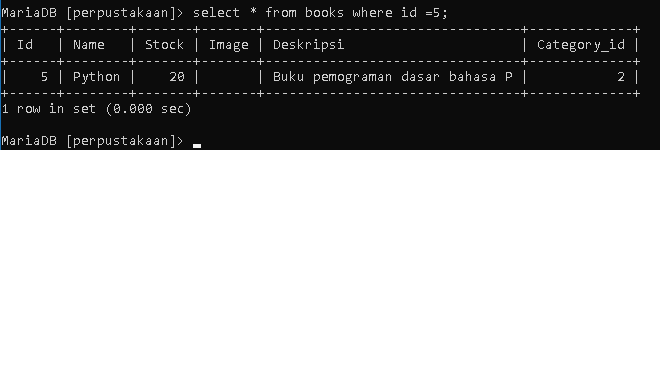 MariaDB [perpustakaan]> select * from books where id =5;
+------+--------+-------+-------+--------------------------------+-------------+
| Id   | Name   | Stock | Image | Deskripsi                      | Category_id |
+------+--------+-------+-------+--------------------------------+-------------+
|    5 | Python |    20 |       | Buku pemograman dasar bahasa P |           2 |
+------+--------+-------+-------+--------------------------------+-------------+
1 row in set (0.000 sec)
MariaDB [perpustakaan]>